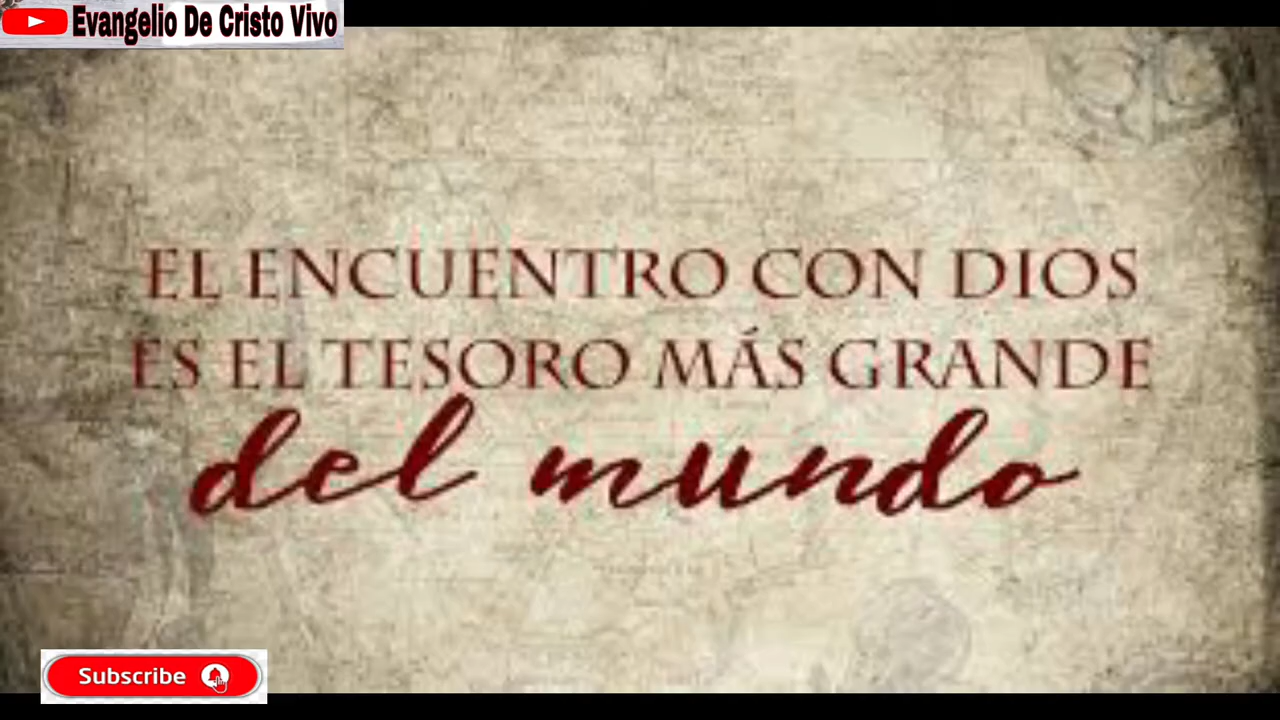 Evangelio De Cristo Vivo
EL ENCUENTRO CON DIOS
ES EL TESORO MÁS GRANDE
del mundo
Subscribe